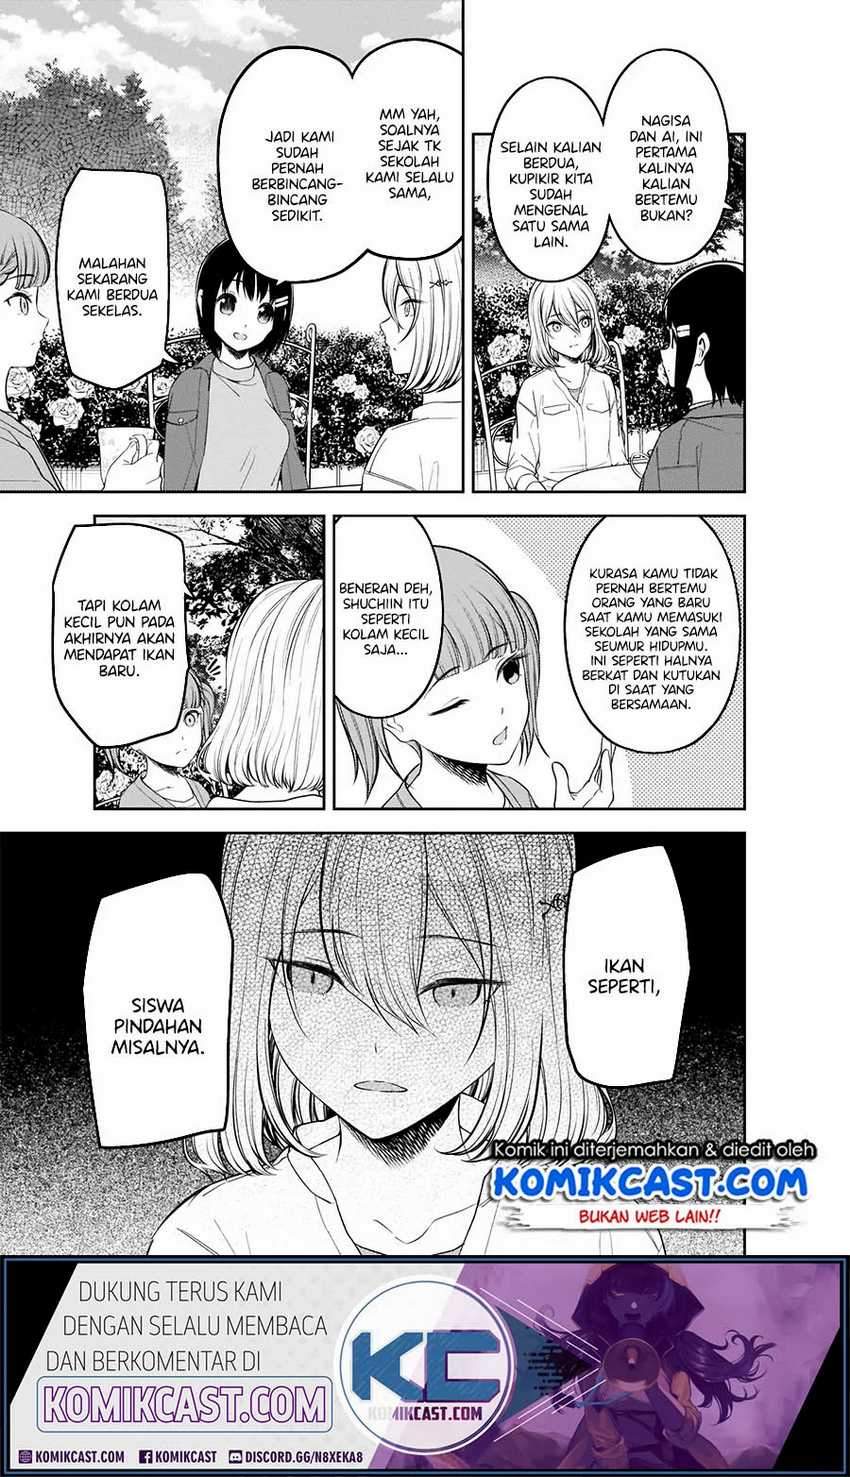 NAGISA
DAN AI, INI
PERTAMA
KALINYA
KALIAN
BERTEMU
BUKAN?
SELAIN KALIAN
BERDUA,
KUPIKIR KITA
SUDAH
MENGENAL
SATU SAMA
LAIN.
MM YAH,
SOALNYA
SEJAK TK
SEKOLAH
KAMI SELALU
SAMA,
JADI KAMI
SUDAH
PERNAH
BERBINCANG-
BINCANG
SEDIKIT.
MALAHAN
SEKARANG
KAMI BERDUA
SEKELAS.
KURASA KAMU TIDAK
PERNAH BERTEMU
ORANG YANG BARU
SAAT KAMU MEMASUKI
SEKOLAH YANG SAMA
SEUMUR HIDUPMU.
INI SEPERTI HALNYA
BERKAT DAN KUTUKAN
DI SAAT YANG
BERSAMAAN.
BENERAN DEH,
SHUCHIIN ITU
SEPERTI
KOLAM KECIL
SAJA...
TAPI KOLAM
KECIL PUN PADA
AKHIRNYA AKAN
MENDAPAT IKAN
BARU.
IKAN
SEPERTI,
SISWA
PINDAHAN
MISALNYA.
Komik ini diterjemahkan & diedit oleh
KOMIKCAST.COM
BUKAN WEB LAIN!!
DUKUNG TERUS KAMI
DENGAN SELALU MEMBACA
DAN BERKOMENTAR DI
KOMIKCAST.COM
KC
KOMIKCAST.COM
KOMIKCAST.COM KOMIKCAST DISCORD.GG/N8XEKA8